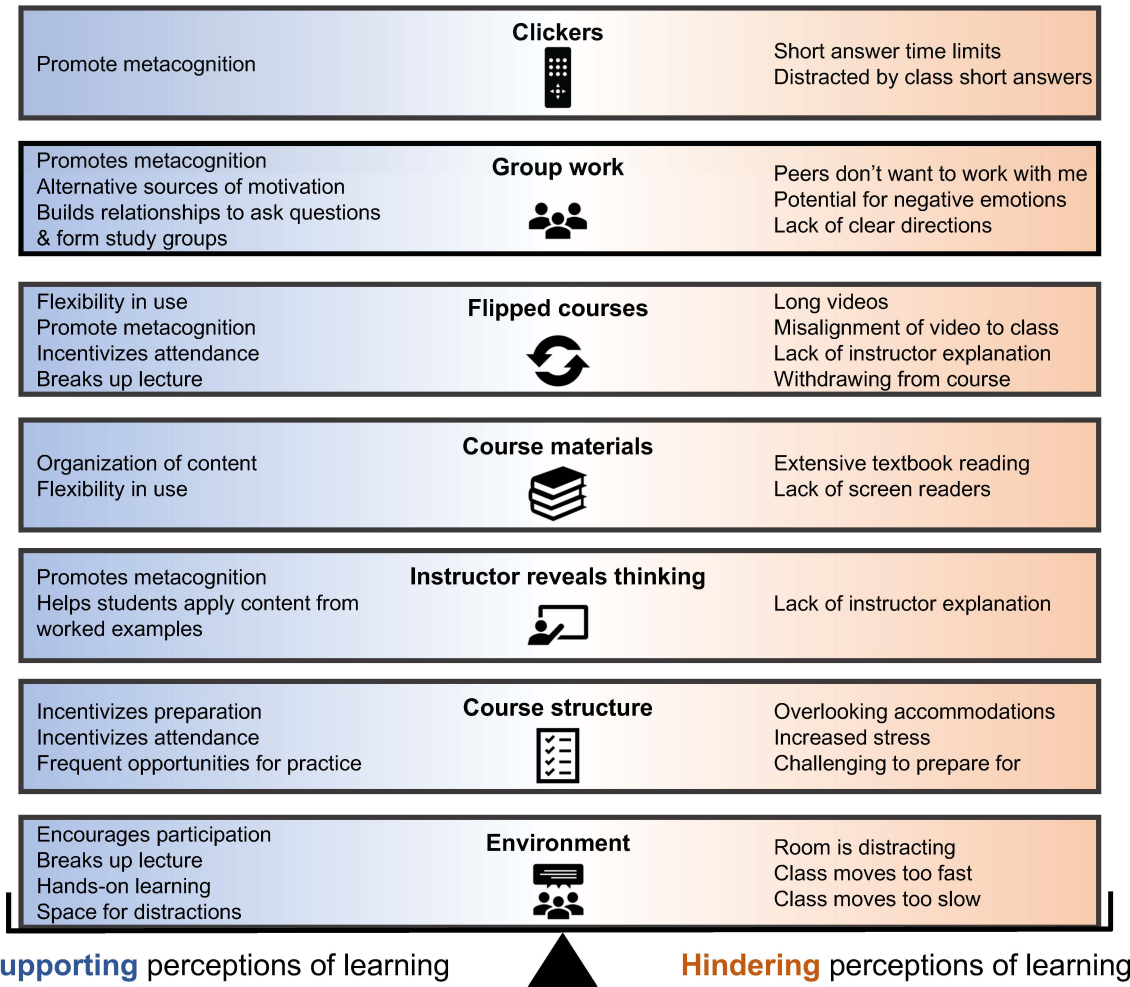 Clickers
Promote metacognition
Short answer time limits
Distracted by class short answers
Group work
Promotes metacognition
Alternative sources of motivation
Builds relationships to ask questions
& form study groups
Peers don't want to work with me
Potential for negative emotions
Lack of clear directions
Flipped courses
Flexibility in use
Promote metacognition
Incentivizes attendance
Breaks up lecture
Long videos
Misalignment of video to class
Lack of instructor explanation
Withdrawing from course
Course materials
Organization of content
Flexibility in use
Extensive textbook reading
Lack of screen readers
Instructor reveals thinking
Promotes metacognition
Helps students apply content from
worked examples
Lack of instructor explanation
Course structure
Incentivizes preparation
Incentivizes attendance
Frequent opportunities for practice
Overlooking accommodations
Increased stress
Challenging to prepare for
Environment
Encourages participation
Breaks up lecture
Hands-on learning
Space for distractions
Room is distracting
Class moves too fast
Class moves too slow
upporting perceptions of learning
Hindering perceptions of learning